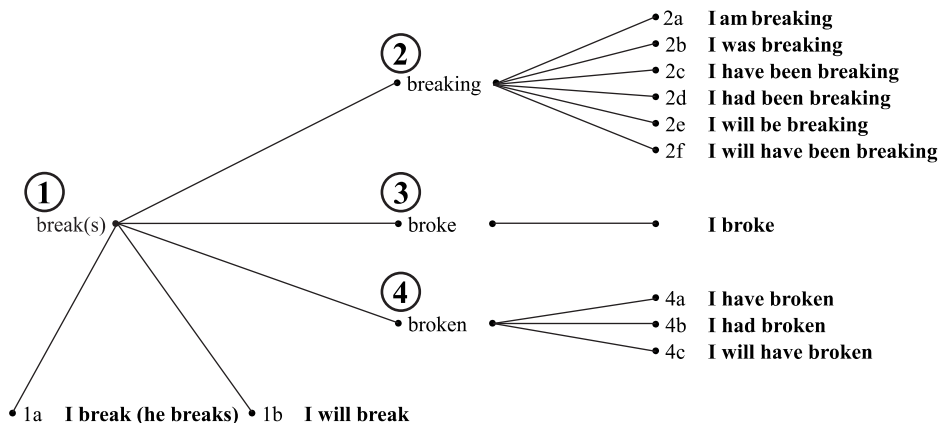 2
breaking
2a I am breaking
2b I was breaking
2c I have been breaking
2d I had been breaking
2e I will be breaking
2f I will have been breaking
1
break(s)
3
broke
I broke
4
broken
4a I have broken
4b I had broken
4c I will have broken
1a I break (he breaks)
1b I will break